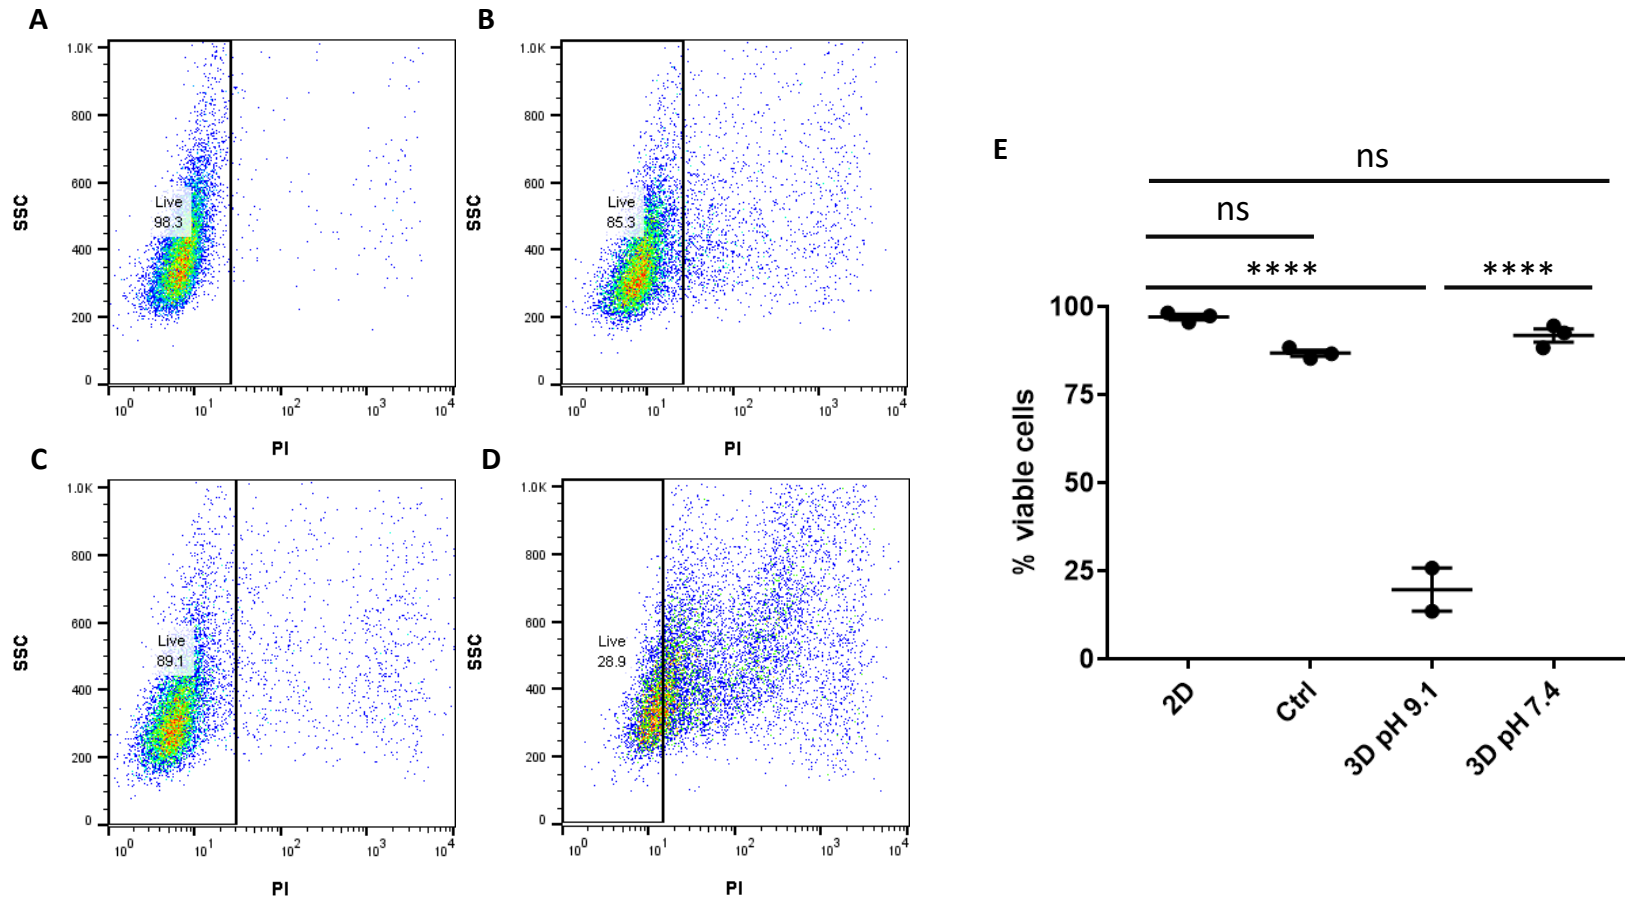 A
1.0K
800
600
400
200
0
SSC
Live
98.3
10^0 10^1 10^2 10^3 10^4
PI
B
1.0K
800
600
400
200
0
SSC
Live
85.3
10^0 10^1 10^2 10^3 10^4
PI
C
1.0K
800
600
400
200
0
SSC
Live
89.1
10^0 10^1 10^2 10^3 10^4
PI
D
1.0K
800
600
400
200
0
SSC
Live
28.9
10^0 10^1 10^2 10^3 10^4
PI
E
ns
ns
**** ****
100
75
50
25
0
% viable cells
2D
Ctrl
3D pH 9.1
3D pH 7.4